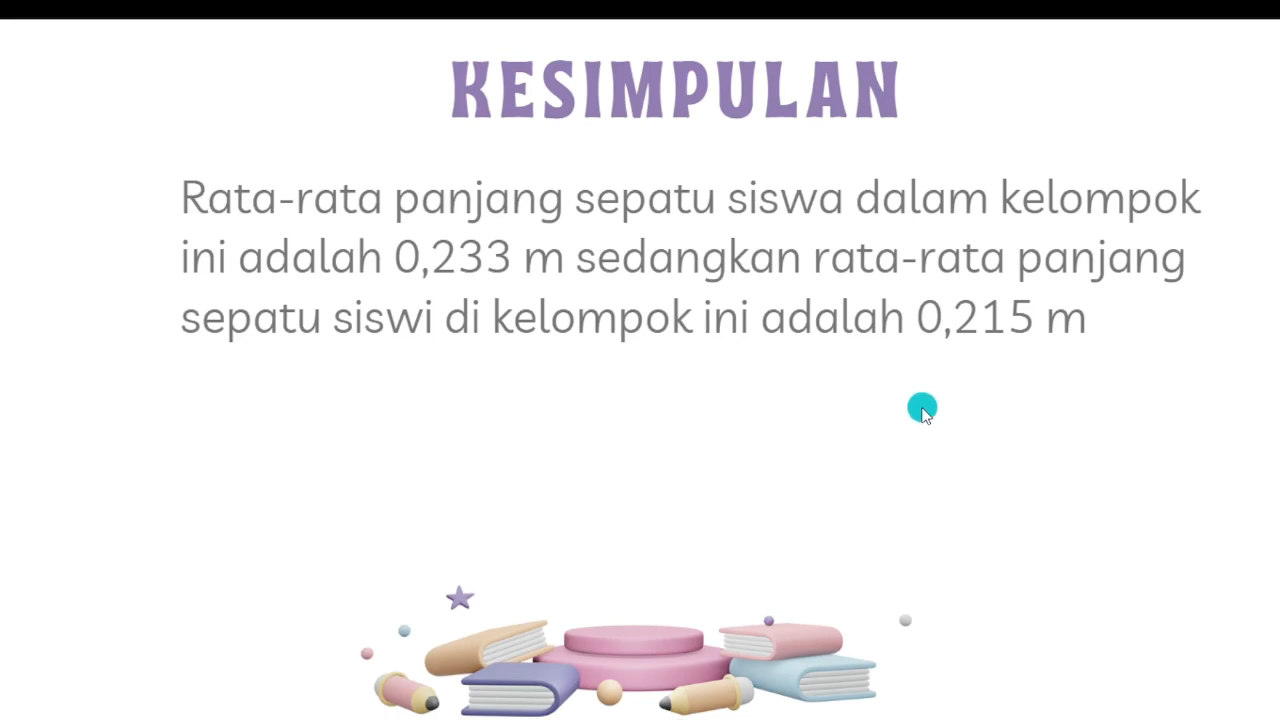 KESIMPULAN
Rata-rata panjang sepatu siswa dalam kelompok
ini adalah 0,233 m sedangkan rata-rata panjang
sepatu siswi di kelompok ini adalah 0,215 m